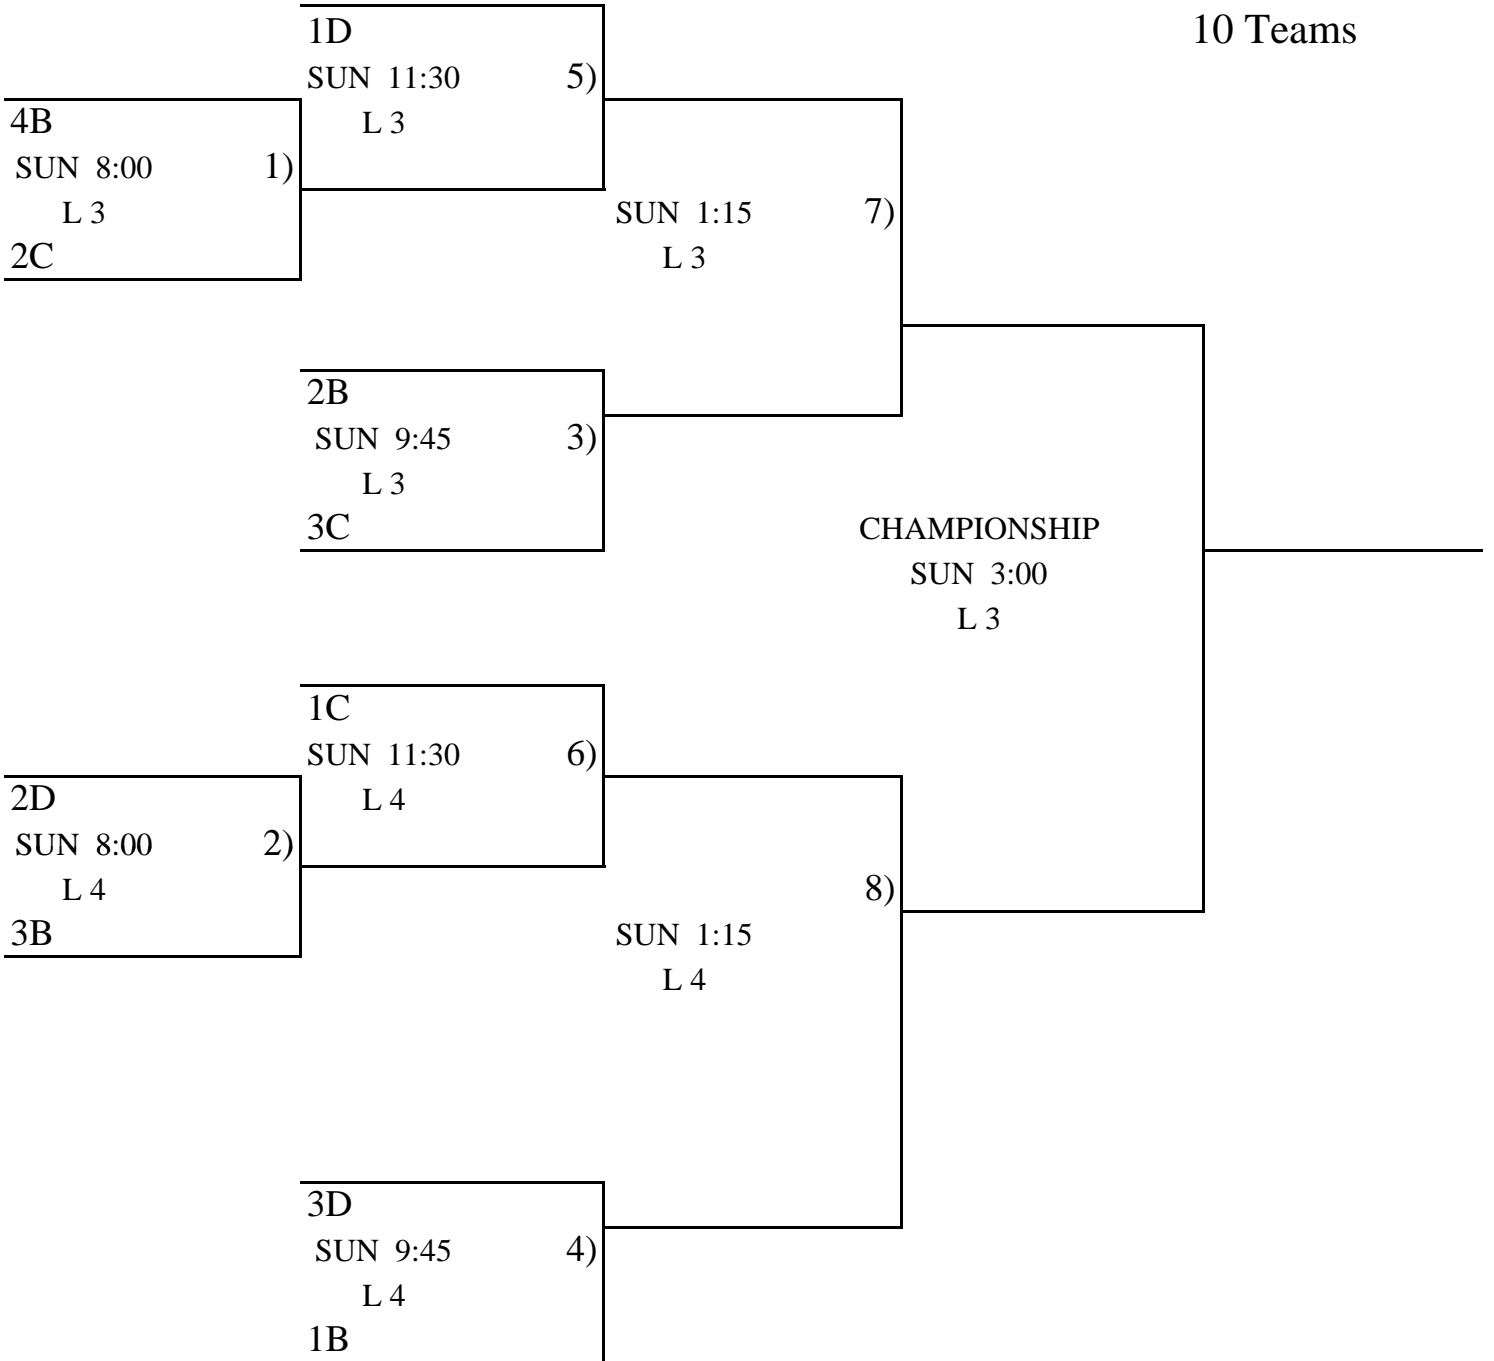 10 Teams
1D
SUN 11:30 5)
L 3
4B
SUN 8:00 1)
L 3
2C
SUN 1:15 7)
L 3
2B
SUN 9:45 3)
L 3
3C
CHAMPIONSHIP
SUN 3:00
L 3
1C
SUN 11:30 6)
L 4
2D
SUN 8:00 2)
L 4
3B
8)
SUN 1:15
L 4
3D
SUN 9:45 4)
L 4
1B